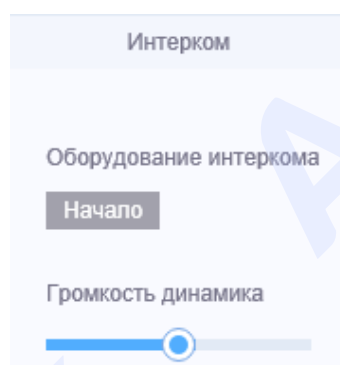 Интерком
Оборудование интеркома
Начало
Громкость динамика